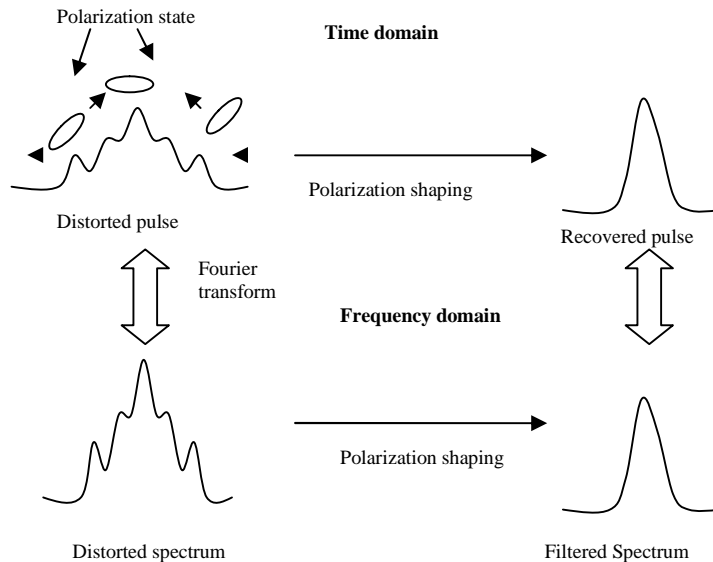 Polarization state
Time domain
Polarization shaping
Distorted pulse
Recovered pulse
Fourier
transform
Frequency domain
Polarization shaping
Distorted spectrum
Filtered Spectrum